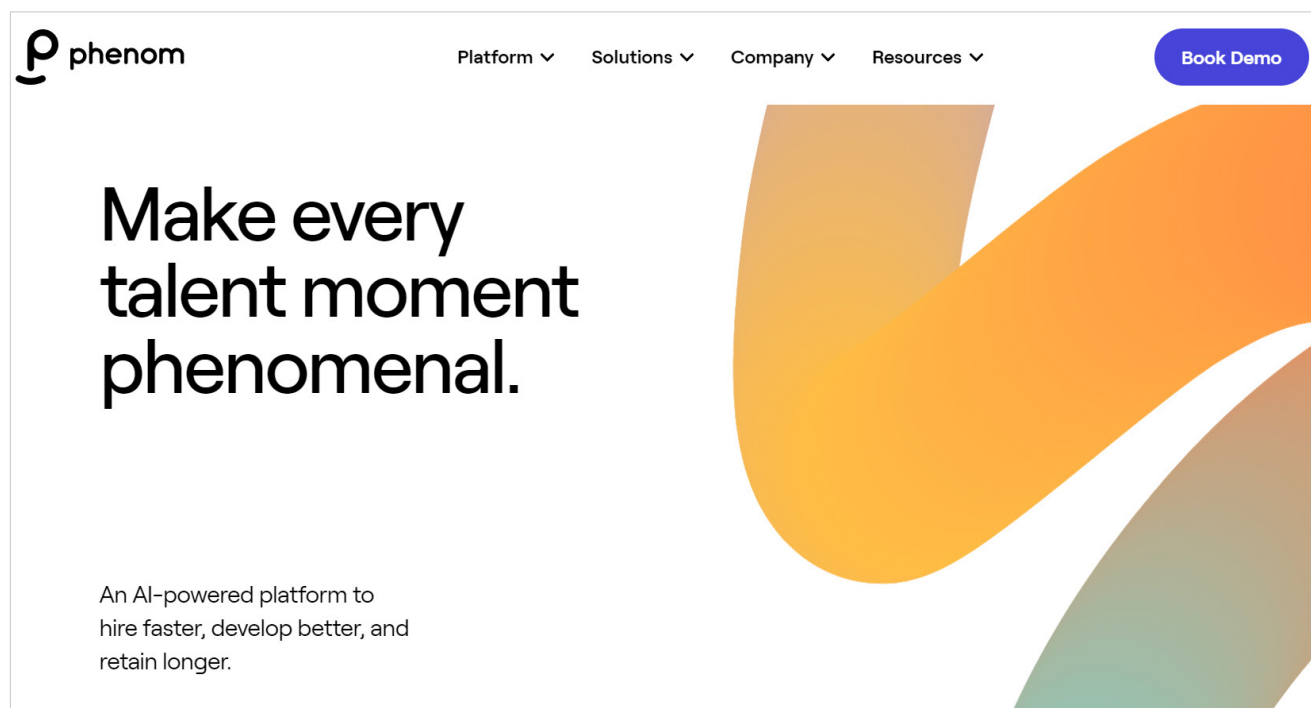 phenom
Platform
Solutions
Company
Resources
Book Demo
Make every
talent moment
phenomenal.
An AI-powered platform to
hire faster, develop better, and
retain longer.